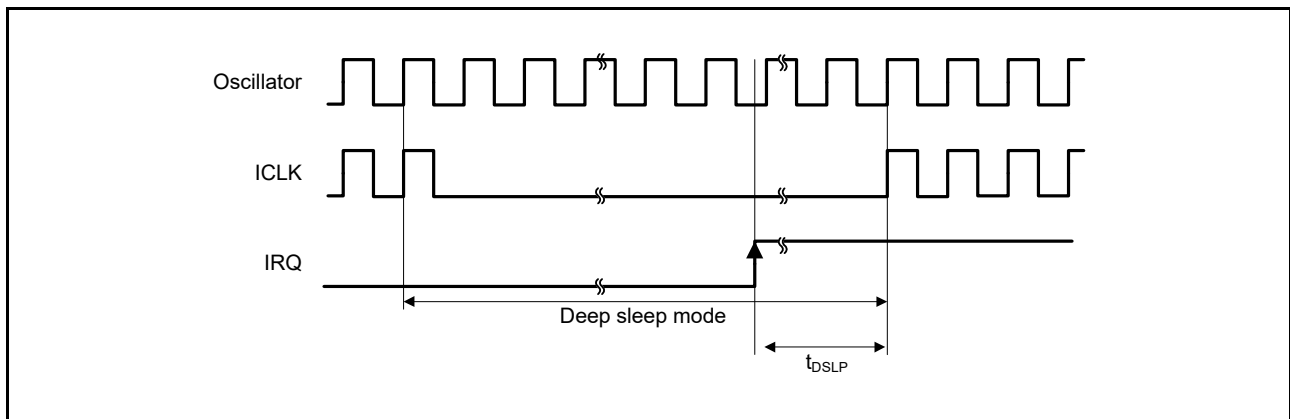 Oscillator
ICLK
IRQ
Deep sleep mode
tDSLP